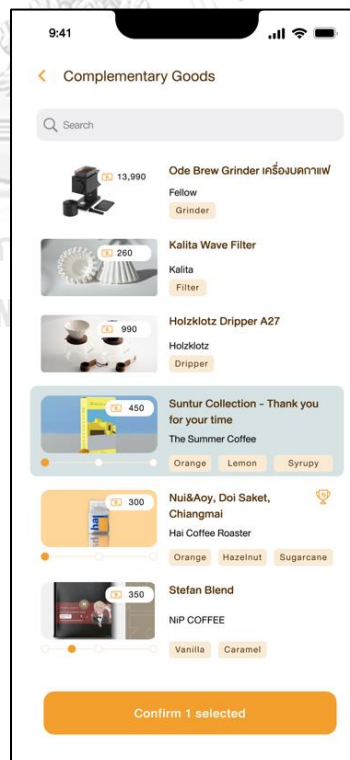 9:41
Complementary Goods
Search
13,990
Ode Brew Grinder เครื่องบดกาแฟ
Fellow
Grinder
260
Kalita Wave Filter
Kalita
Filter
990
Holzklotz Dripper A27
Holzklotz
Dripper
450
Suntur Collection - Thank you
for your time
The Summer Coffee
Orange Lemon Syrupy
300
Nui&Aoy, Doi Saket,
Chiangmai
Hai Coffee Roaster
Orange Hazelnut Sugarcane
350
Stefan Blend
NiP COFFEE
Vanilla Caramel
Confirm 1 selected